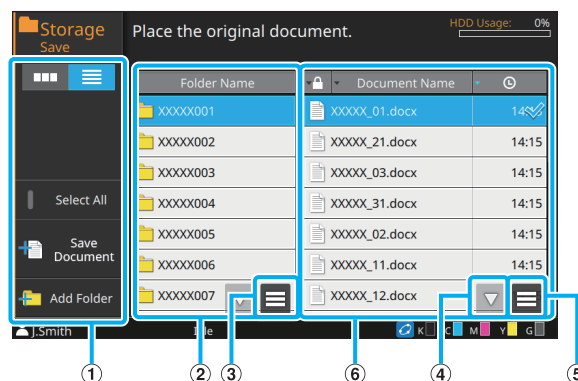 Storage
Save
Place the original document.
HDD Usage: 0%
Folder Name
Document Name
XXXXX001
XXXXX_01.docx
XXXXX002
XXXXX_21.docx 14:15
XXXXX003
XXXXX_03.docx 14:15
Select All
XXXXX004
XXXXX_31.docx 14:15
Save
Document
XXXXX005
XXXXX_02.docx 14:15
XXXXX006
XXXXX_11.docx 14:15
Add Folder
XXXXX007
XXXXX_12.docx
J.Smith
Idle
K C M Y G
1 2 3 6 4 5